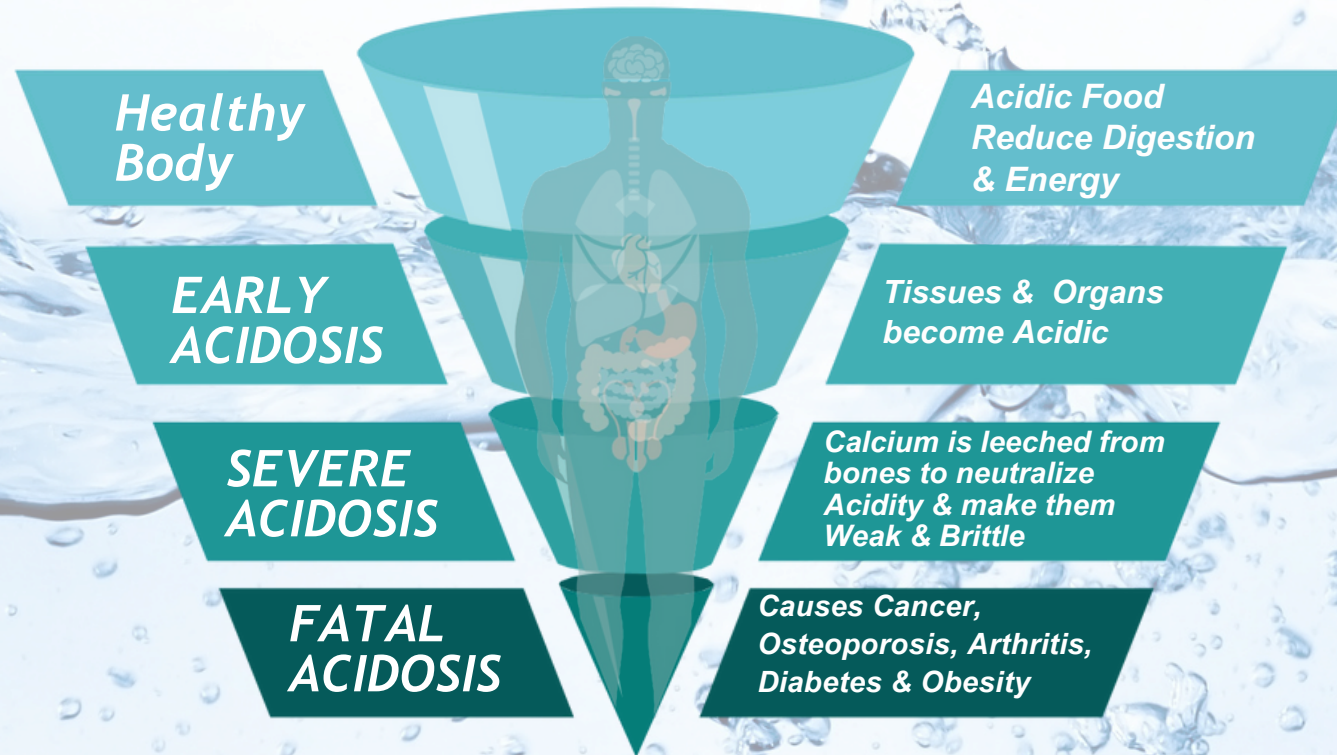 Healthy
Body
Acidic Food
Reduce Digestion
& Energy
EARLY
ACIDOSIS
Tissues & Organs
become Acidic
SEVERE
ACIDOSIS
Calcium is leeched from
bones to neutralize
Acidity & make them
Weak & Brittle
FATAL
ACIDOSIS
Causes Cancer,
Osteoporosis, Arthritis,
Diabetes & Obesity